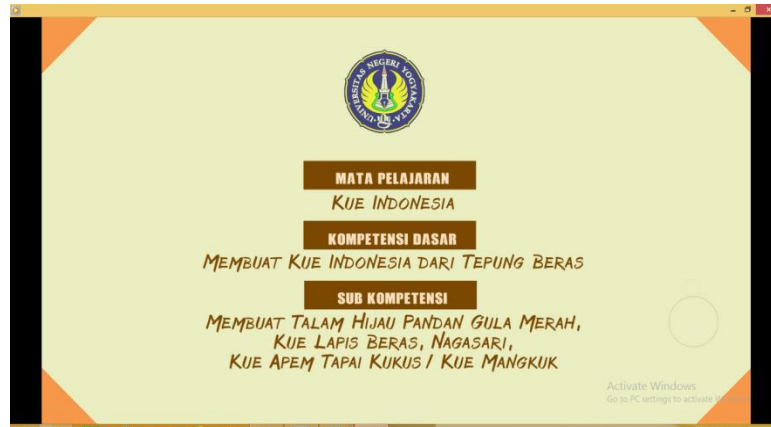 UNIVERSITAS NEGERI YOGYAKARTA
UNY
MATA PELAJARAN
KUE INDONESIA
KOMPETENSI DASAR
MEMBUAT KUE INDONESIA DARI TEPUNG BERAS
SUB KOMPETENSI
MEMBUAT TALAM HIJAU PANDAN GULA MERAH,
KUE LAPIS BERAS, NAGASARI,
KUE APEM TAPAI KUKUS / KUE MANGKUK
Activate Windows
Go to PC settings to activate